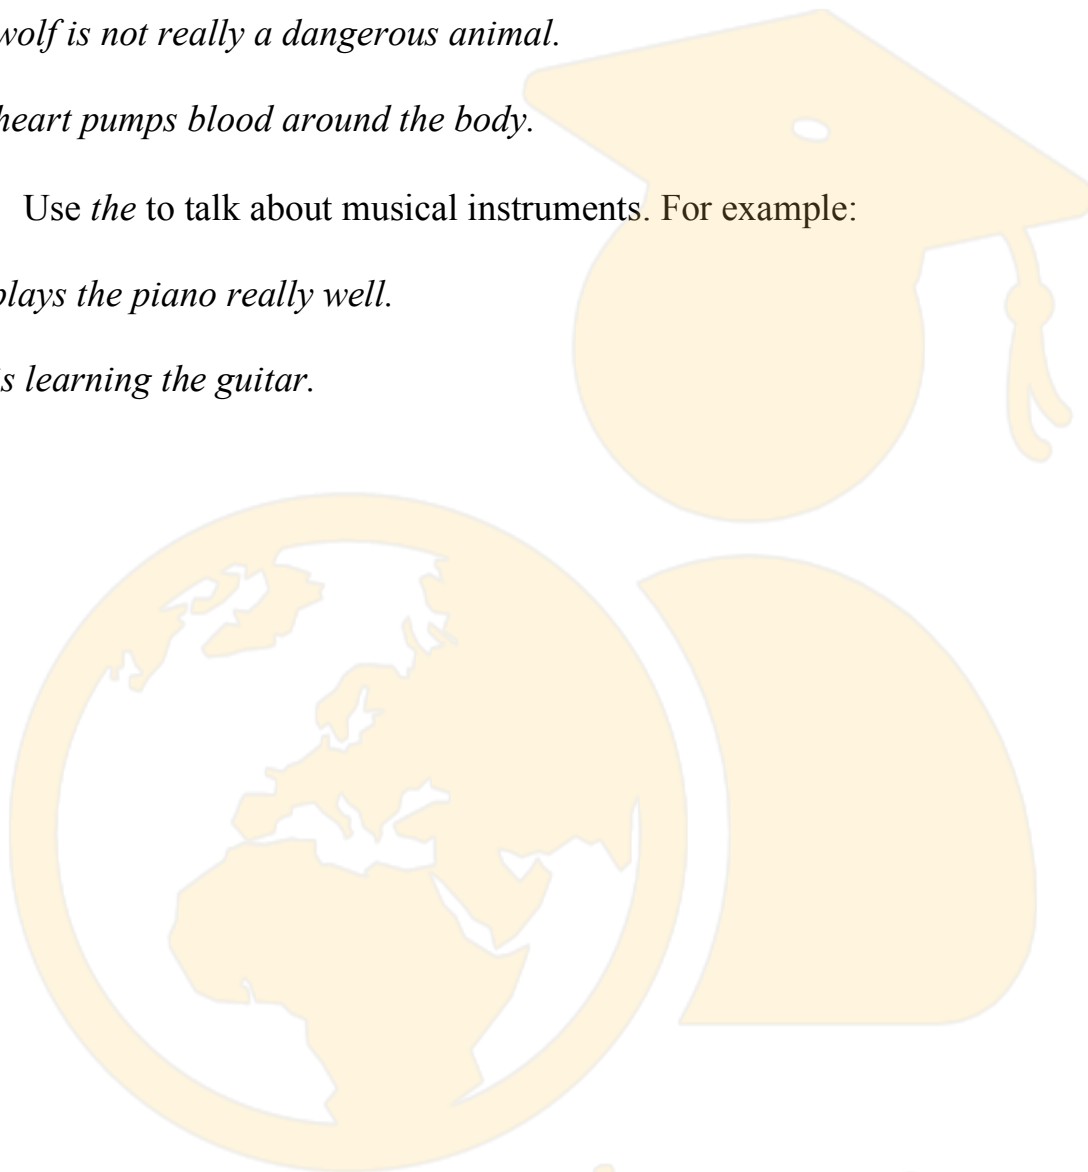 wolf is not really a dangerous animal.
heart pumps blood around the body.
Use the to talk about musical instruments. For example:
plays the piano really well.
learning the guitar.